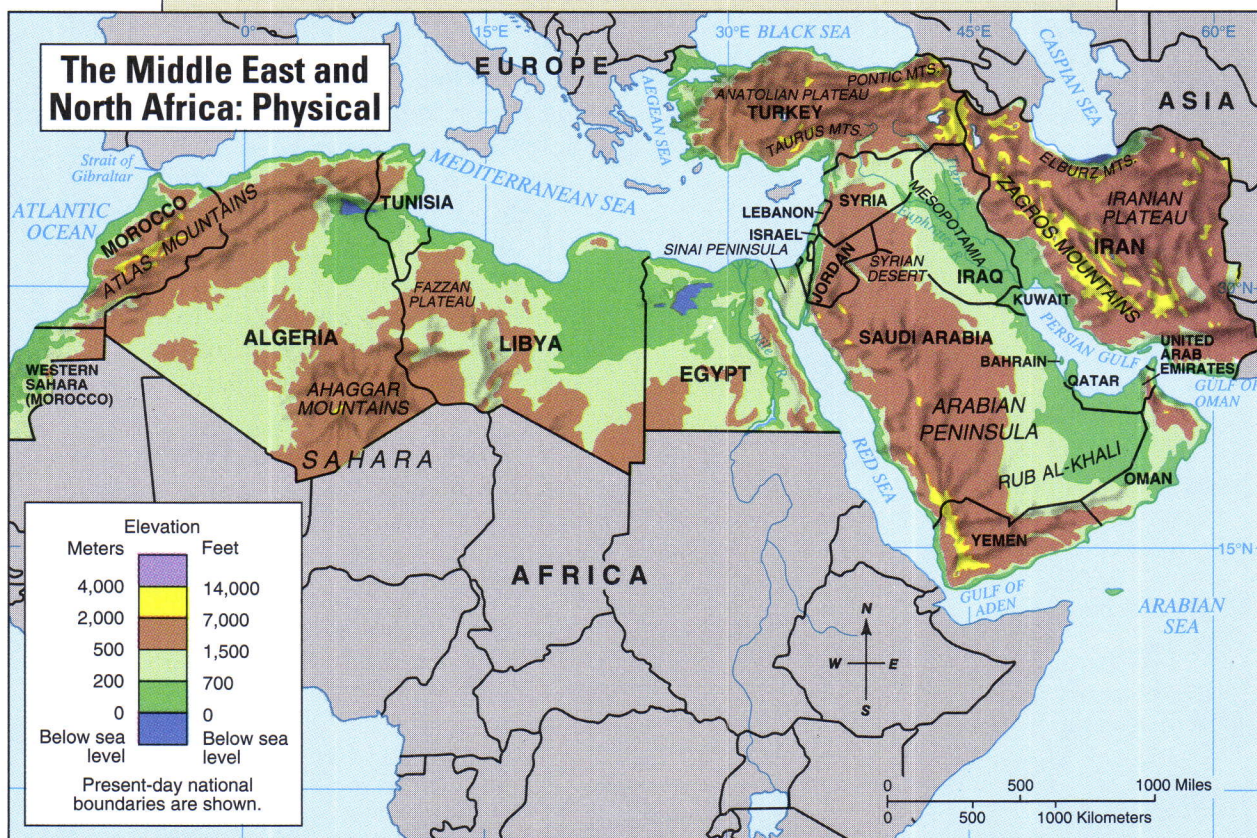 The Middle East and
North Africa: Physical
0°
15°E
30°E
45°E
60°E
EUROPE
BLACK SEA
CASPIAN SEA
ASIA
AEGEAN SEA
PONTIC MTS.
ANATOLIAN PLATEAU
TURKEY
TAURUS MTS.
ELBURZ MTS.
Strait of
Gibraltar
MEDITERRANEAN SEA
ATLANTIC
OCEAN
MOROCCO
ATLAS MOUNTAINS
TUNISIA
LEBANON
SYRIA
ISRAEL
SINAI PENINSULA
JORDAN
SYRIAN
DESERT
MESOPOTAMIA
Euphrates R.
IRAQ
ZAGROS MOUNTAINS
IRANIAN
PLATEAU
IRAN
30°N
KUWAIT
PERSIAN GULF
FAZZAN
PLATEAU
ALGERIA
LIBYA
EGYPT
Nile R.
SAUDI ARABIA
BAHRAIN
QATAR
UNITED
ARAB
EMIRATES
GULF OF
OMAN
WESTERN
SAHARA
(MOROCCO)
AHAGGAR
MOUNTAINS
SAHARA
ARABIAN
PENINSULA
RED SEA
RUB AL-KHALI
OMAN
YEMEN
15°N
AFRICA
GULF OF
ADEN
ARABIAN
SEA
Elevation
Meters Feet
4,000 14,000
2,000 7,000
500 1,500
200 700
0 0
Below sea Below sea
level level
Present-day national
boundaries are shown.
N
W E
S
0 500 1000 Miles
0 500 1000 Kilometers